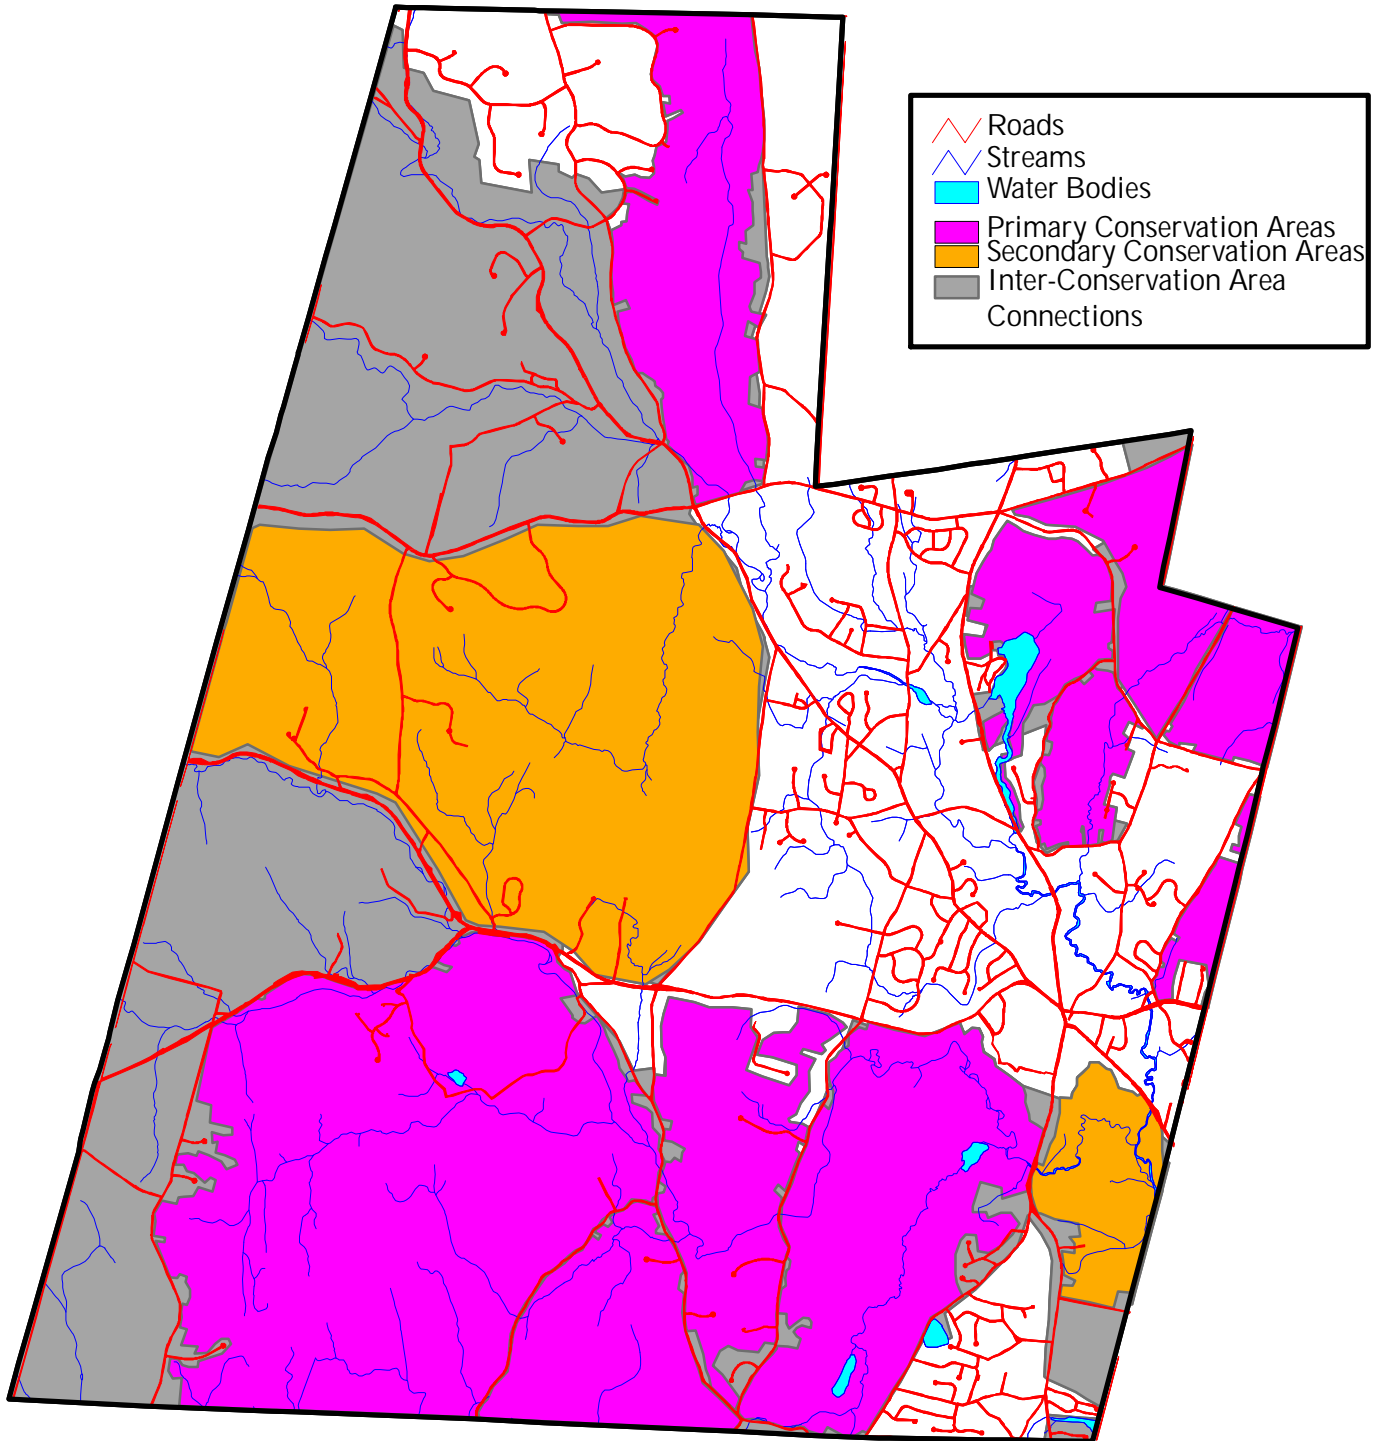 Roads
Streams
Water Bodies
Primary Conservation Areas
Secondary Conservation Areas
Inter-Conservation Area
Connections